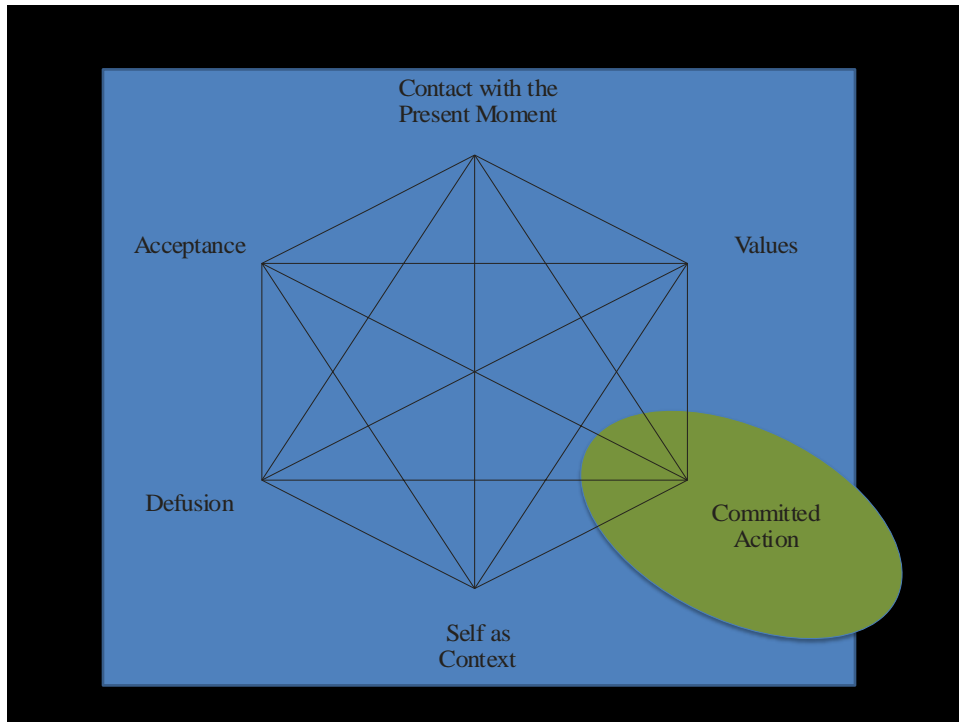 Contact with the
Present Moment
Acceptance
Values
Defusion
Committed
Action
Self as
Context